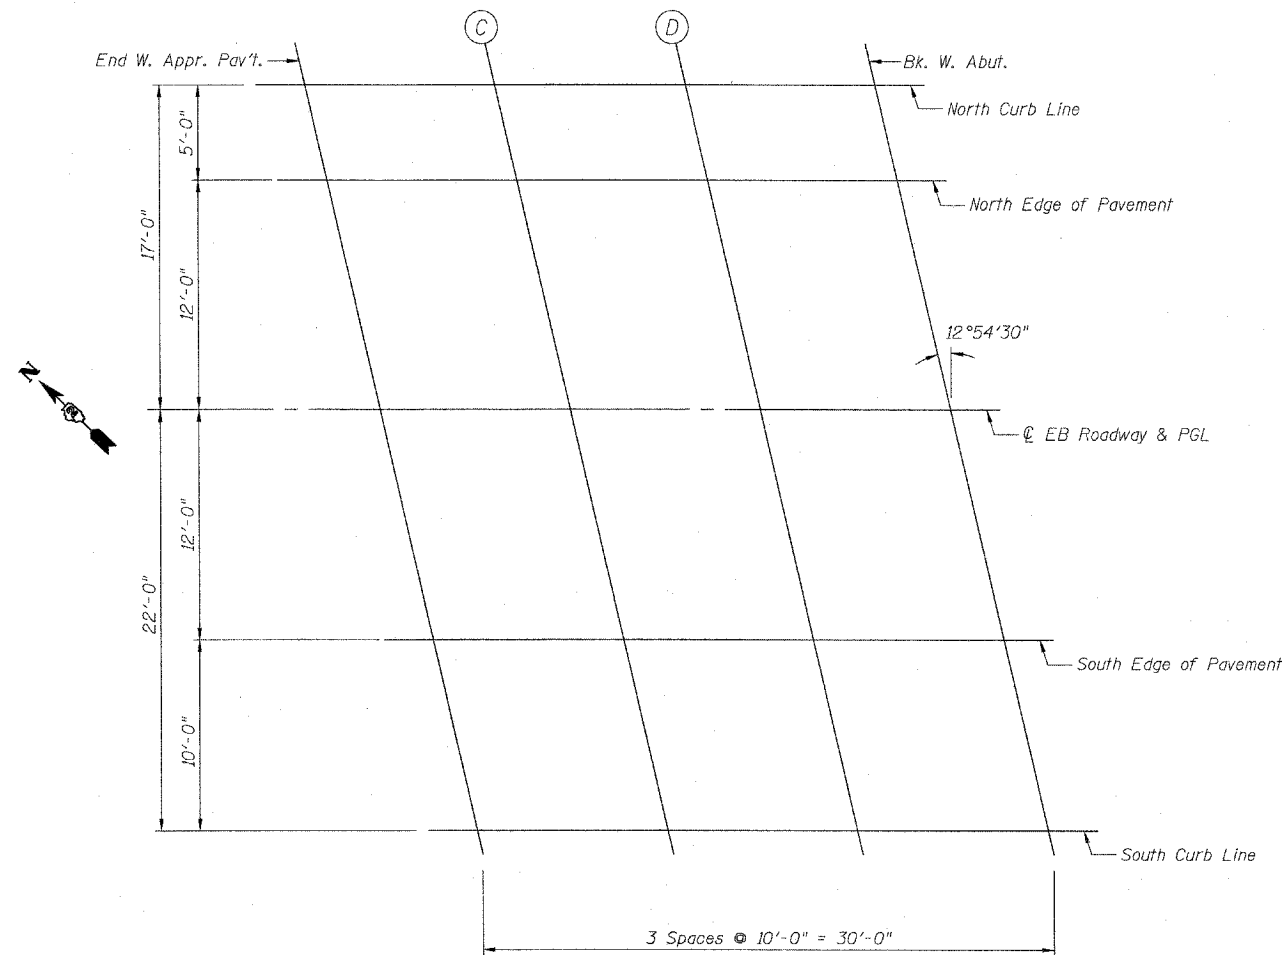 C
D
End W. Appr. Pav't.
Bk. W. Abut.
North Curb Line
5'-0"
North Edge of Pavement
17'-0"
12'-0"
12°54'30"
N
℄ EB Roadway & PGL
12'-0"
22'-0"
South Edge of Pavement
10'-0"
South Curb Line
3 Spaces @ 10'-0" = 30'-0"